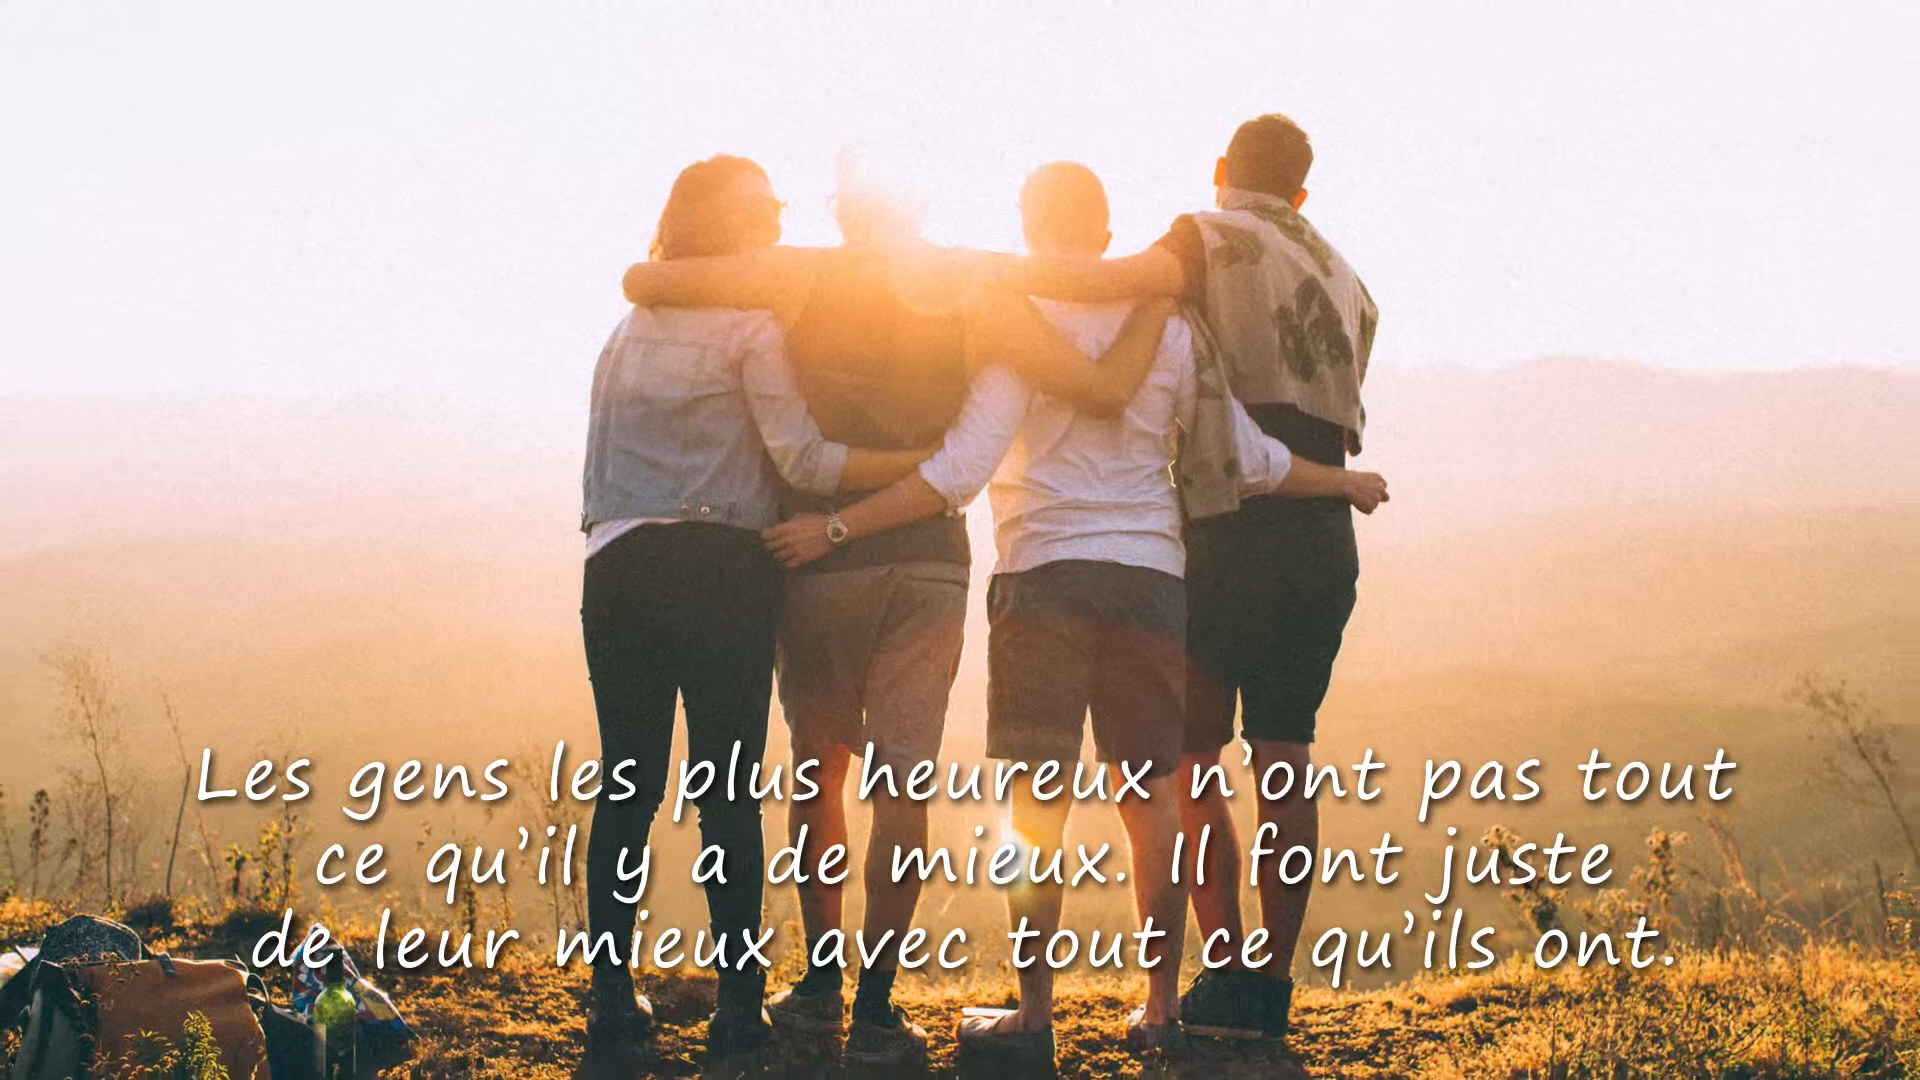 Les gens les plus heureux n’ont pas tout
ce qu’il y a de mieux. Il font juste
de leur mieux avec tout ce qu’ils ont.